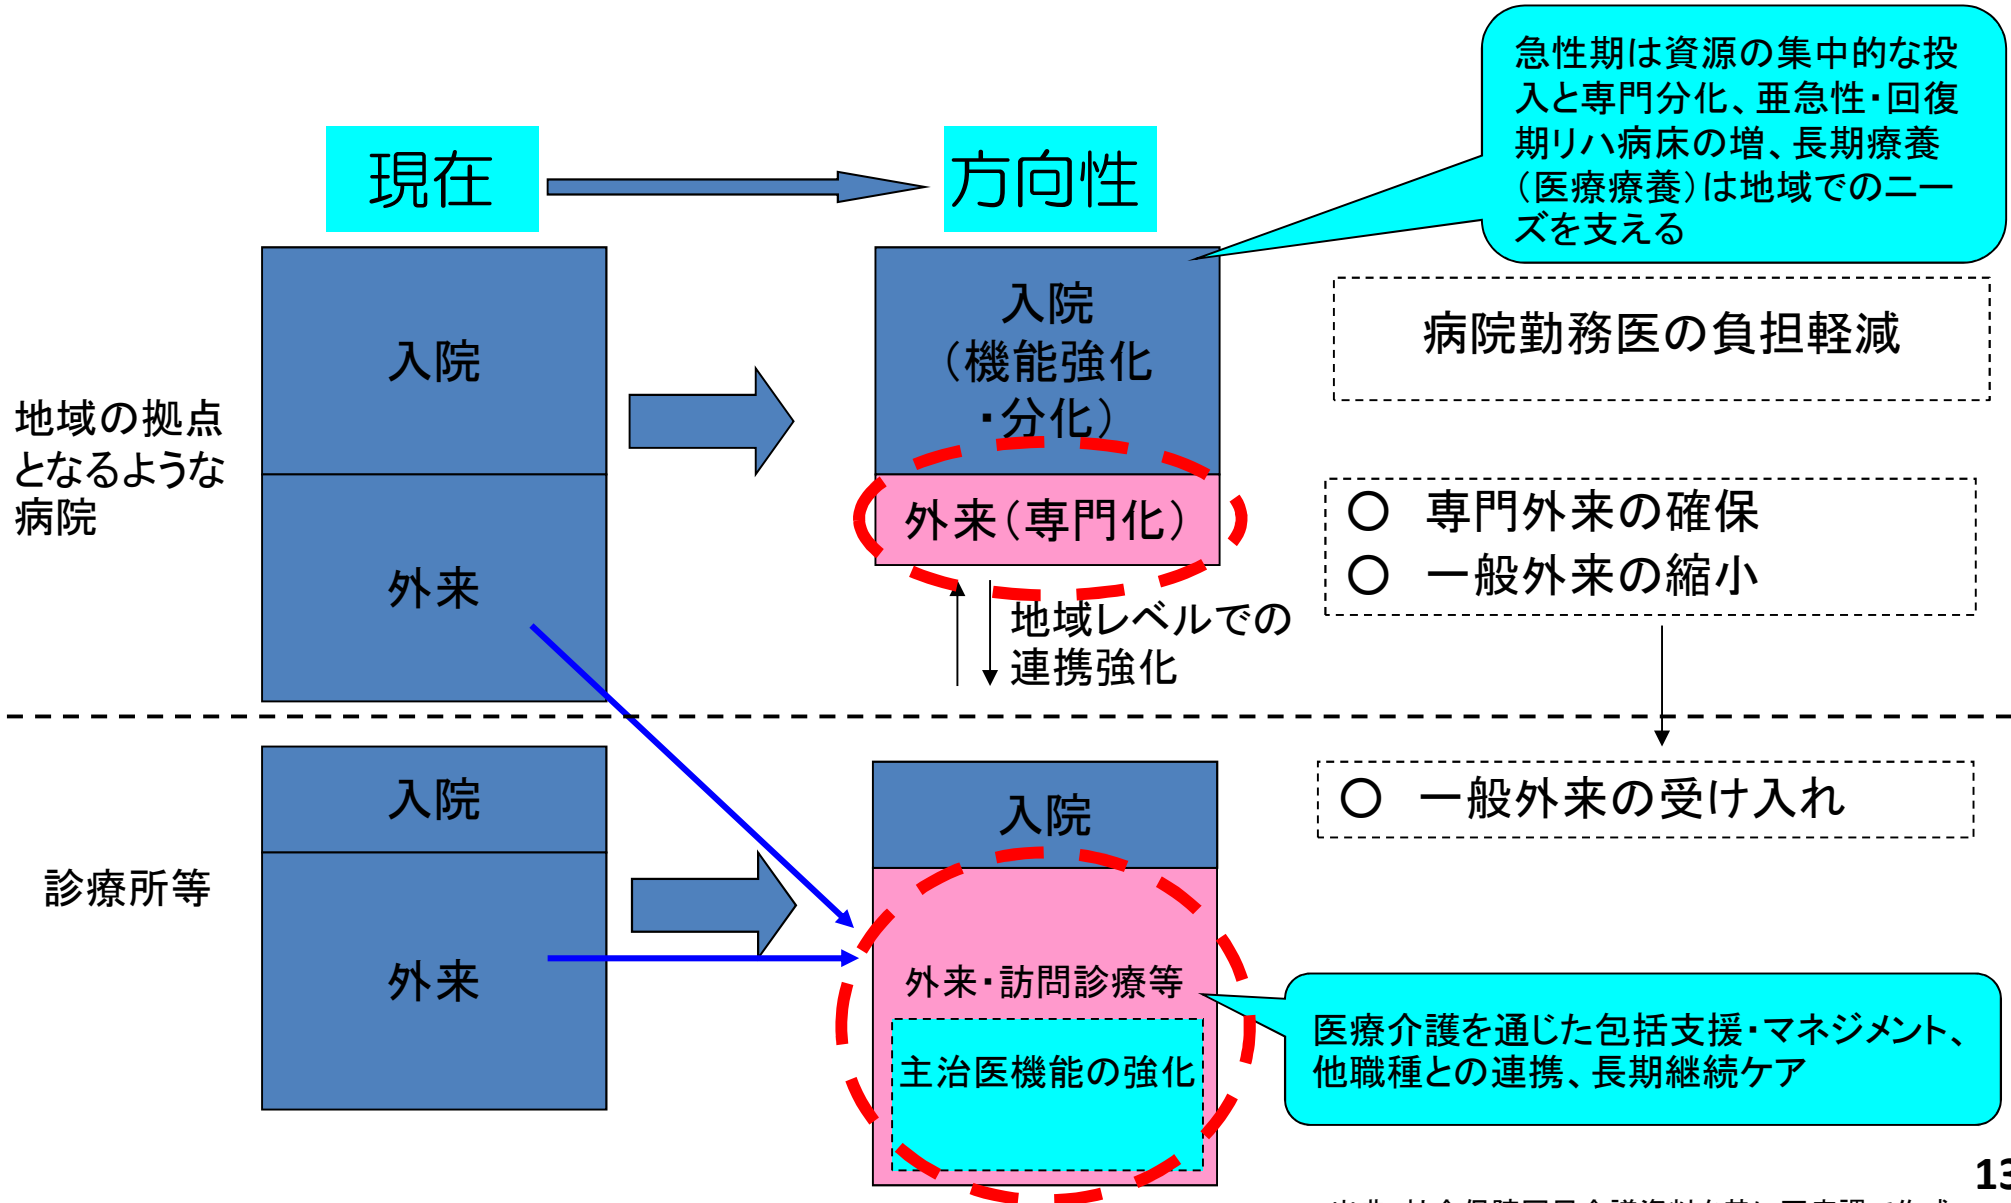 現在
方向性
急性期は資源の集中的な投
入と専門分化、亜急性・回復
期リハ病床の増、長期療養
（医療療養）は地域でのニー
ズを支える
地域の拠点
となるような
病院
入院
外来
入院
（機能強化
・分化）
外来（専門化）
病院勤務医の負担軽減
○　専門外来の確保
○　一般外来の縮小
地域レベルでの
連携強化
診療所等
入院
外来
入院
外来・訪問診療等
主治医機能の強化
○　一般外来の受け入れ
医療介護を通じた包括支援・マネジメント、
他職種との連携、長期継続ケア
13